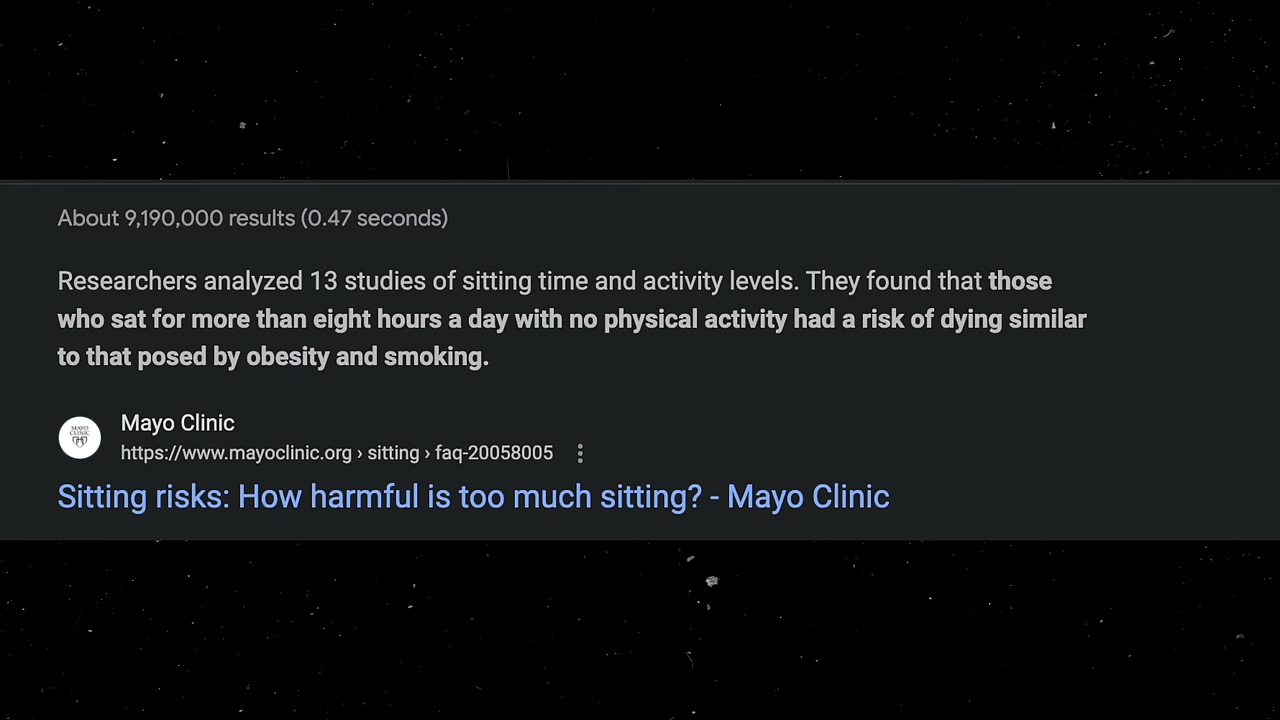 About 9,190,000 results (0.47 seconds)
Researchers analyzed 13 studies of sitting time and activity levels. They found that those
who sat for more than eight hours a day with no physical activity had a risk of dying similar
to that posed by obesity and smoking.
MAYO
CLINIC
Mayo Clinic
https://www.mayoclinic.org › sitting › faq-20058005
Sitting risks: How harmful is too much sitting? - Mayo Clinic